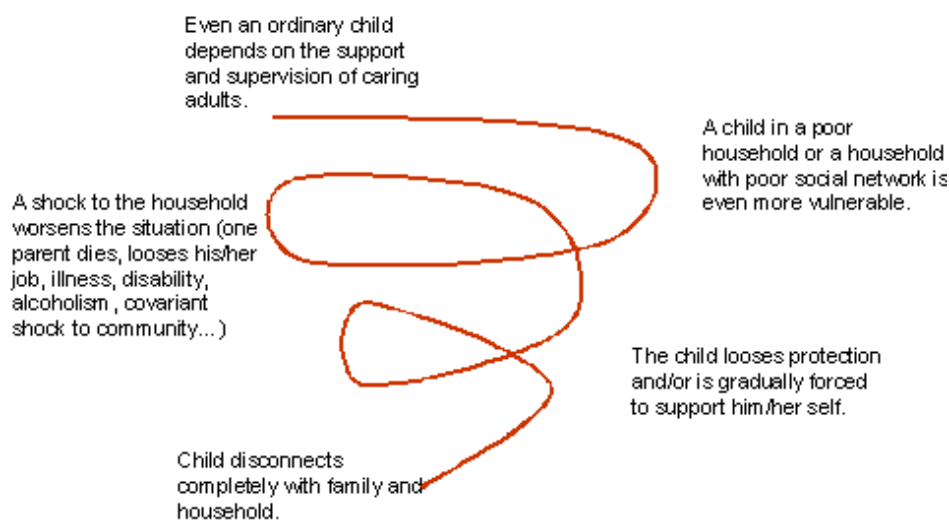 Even an ordinary child
depends on the support
and supervision of caring
adults.
A child in a poor
household or a household
with poor social network is
even more vulnerable.
A shock to the household
worsens the situation (one
parent dies, looses his/her
job, illness, disability,
alcoholism , covariant
shock to community... )
The child looses protection
and/or is gradually forced
to support him/her self.
Child disconnects
completely with family and
household.